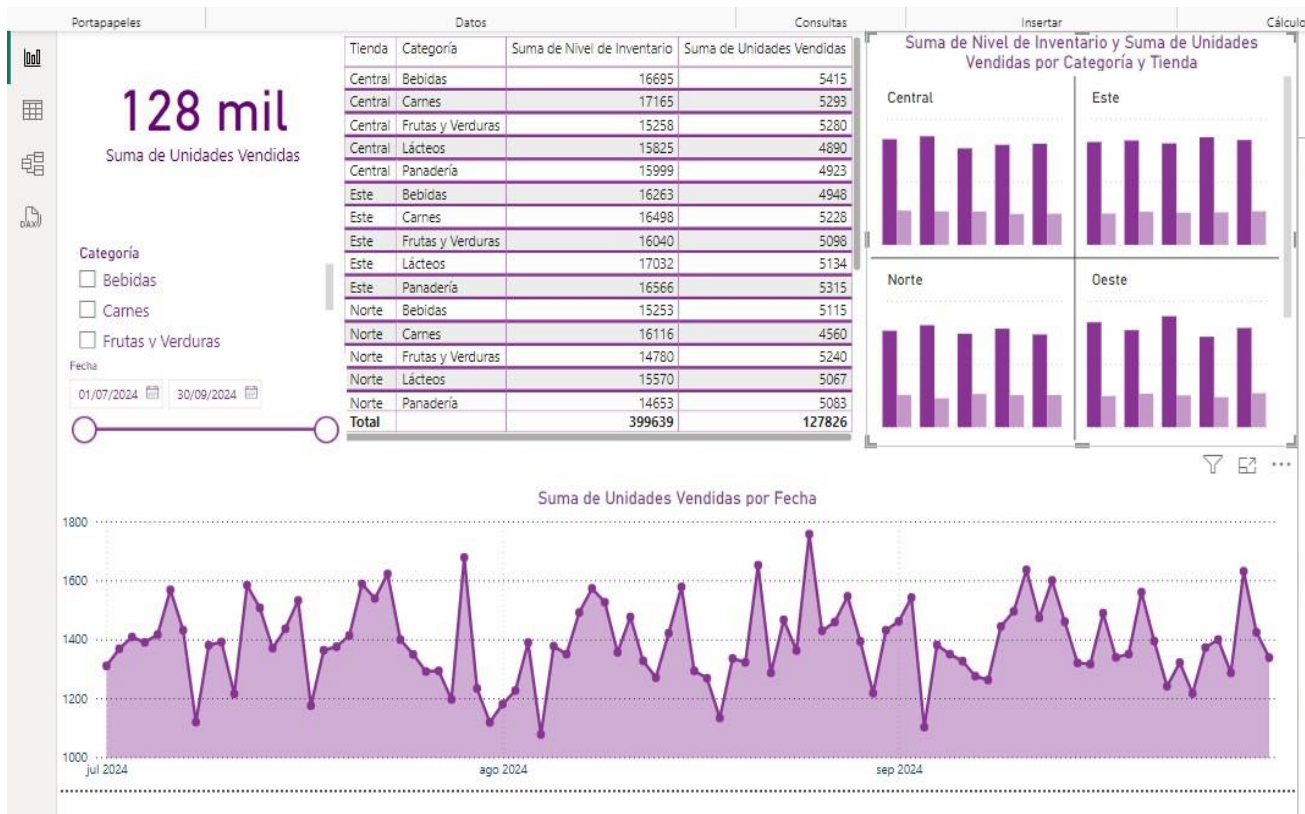 Portapapeles Datos Consultas Insertar Cálculo
128 mil
Suma de Unidades Vendidas
Categoría
Bebidas
Carnes
Frutas y Verduras
Fecha
01/07/2024 30/09/2024
Tienda Categoría Suma de Nivel de Inventario Suma de Unidades Vendidas
Central Bebidas 16695 5415
Central Carnes 17165 5293
Central Frutas y Verduras 15258 5280
Central Lácteos 15825 4890
Central Panadería 15999 4923
Este Bebidas 16263 4948
Este Carnes 16498 5228
Este Frutas y Verduras 16040 5098
Este Lácteos 17032 5134
Este Panadería 16566 5315
Norte Bebidas 15253 5115
Norte Carnes 16116 4560
Norte Frutas y Verduras 14780 5240
Norte Lácteos 15570 5067
Norte Panadería 14653 5083
Total 399639 127826
Suma de Nivel de Inventario y Suma de Unidades
Vendidas por Categoría y Tienda
Central Este
Norte Oeste
DAX
Suma de Unidades Vendidas por Fecha
1800
1600
1400
1200
1000
jul 2024 ago 2024 sep 2024